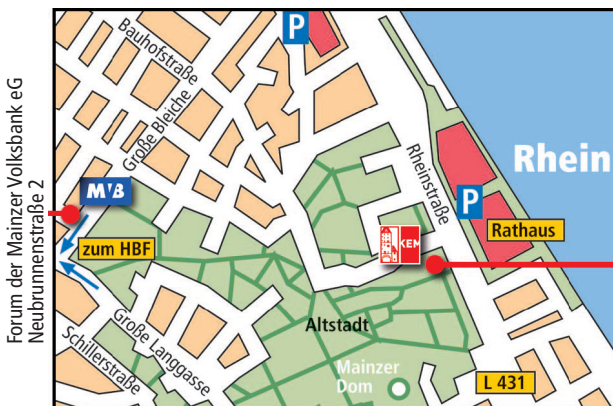 P
Bauhofstraße
Große Bleiche
Forum der Mainzer Volksbank eG
Neubrunnenstraße 2
MVB
zum HBF
Rheinstraße
Rhein
P
Rathaus
KEM
Altstadt
Große Langgasse
Schillerstraße
Mainzer
Dom
L 431